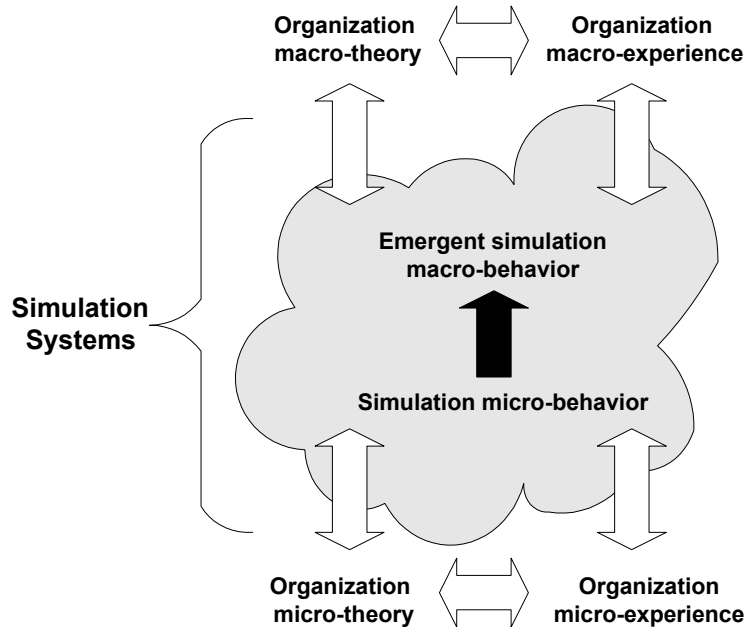 Organization
macro-theory
Organization
macro-experience
Emergent simulation
macro-behavior
Simulation
Systems
Simulation micro-behavior
Organization
micro-theory
Organization
micro-experience